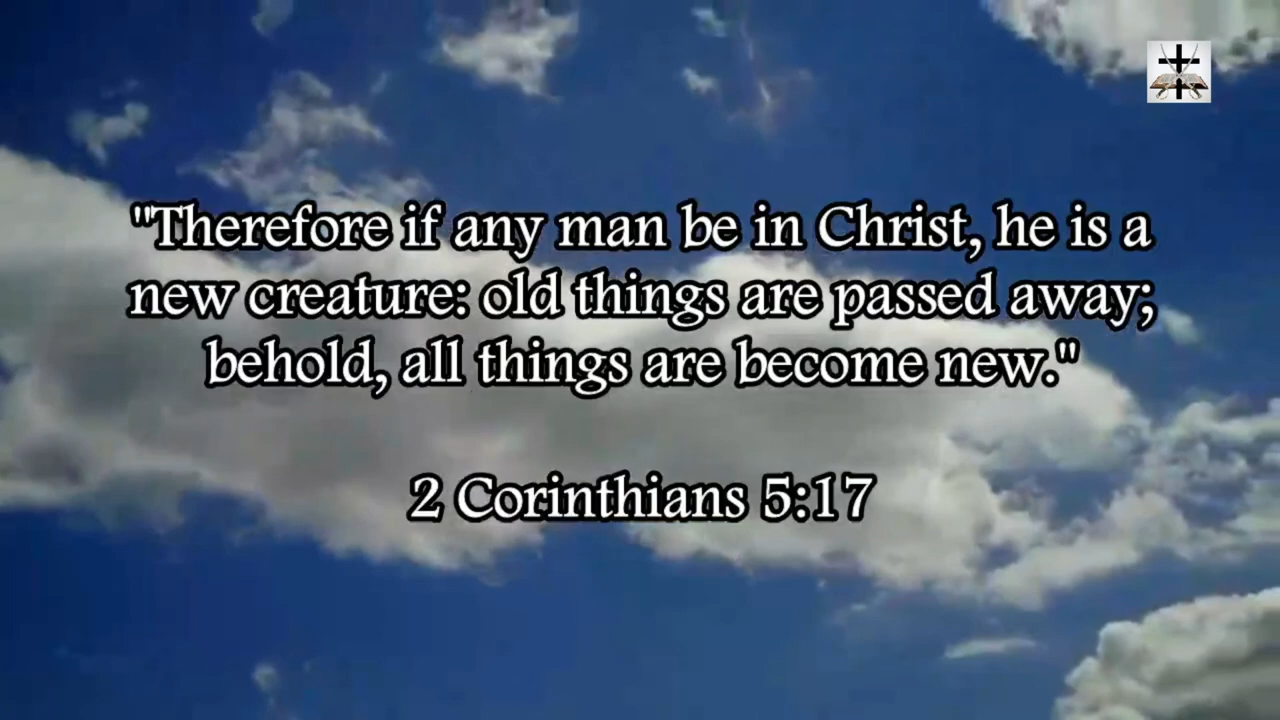 "Therefore if any man be in Christ, he is a
new creature: old things are passed away;
behold, all things are become new."
2 Corinthians 5:17